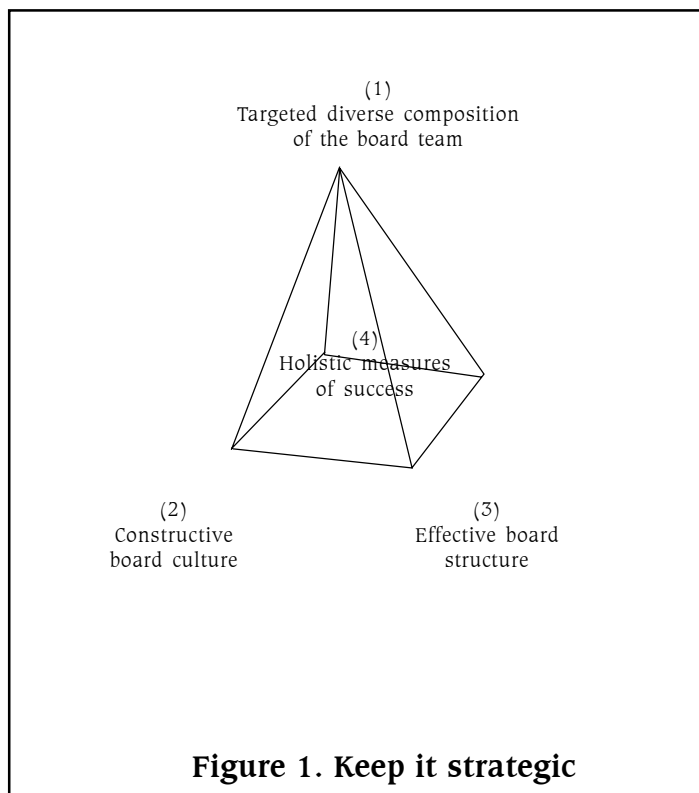 (1)
Targeted diverse composition
of the board team
(4)
Holistic measures
of success
(2)
Constructive
board culture
(3)
Effective board
structure
Figure 1. Keep it strategic